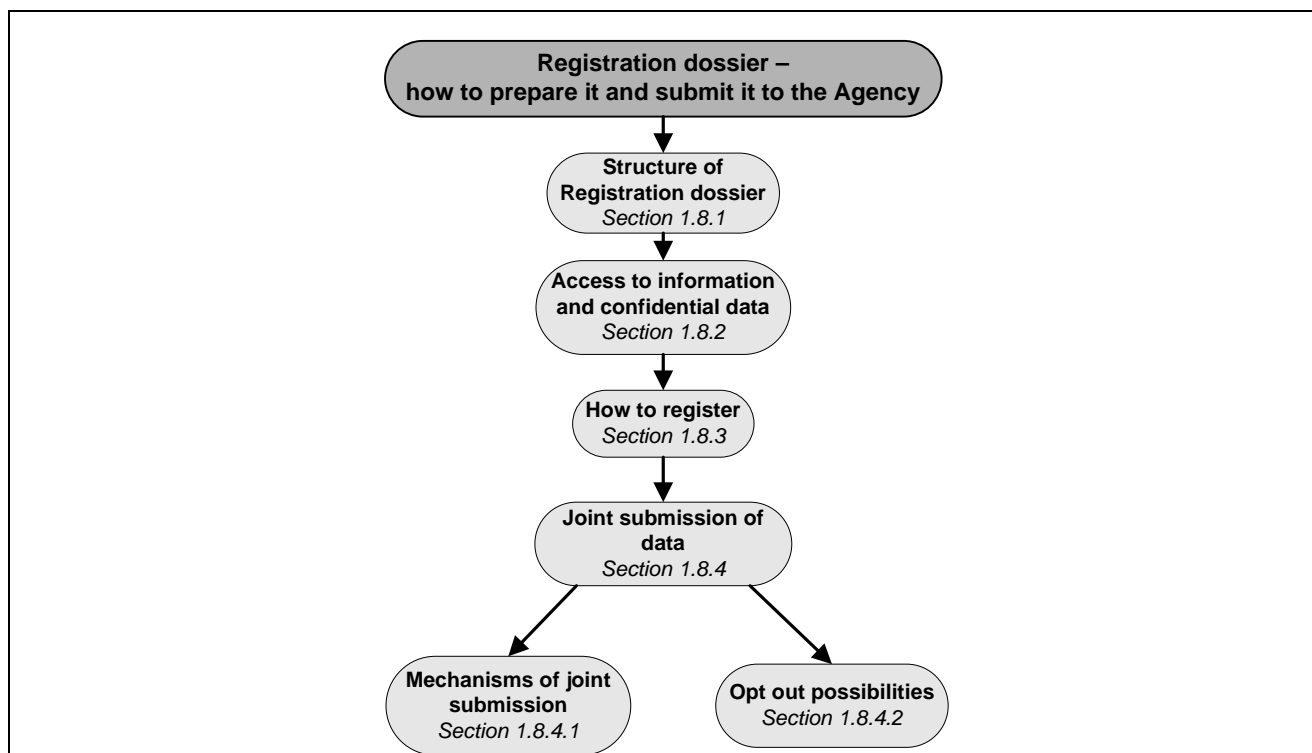 Registration dossier –
how to prepare it and submit it to the Agency
Structure of
Registration dossier
Section 1.8.1
Access to information
and confidential data
Section 1.8.2
How to register
Section 1.8.3
Joint submission of
data
Section 1.8.4
Mechanisms of joint
submission
Section 1.8.4.1
Opt out possibilities
Section 1.8.4.2